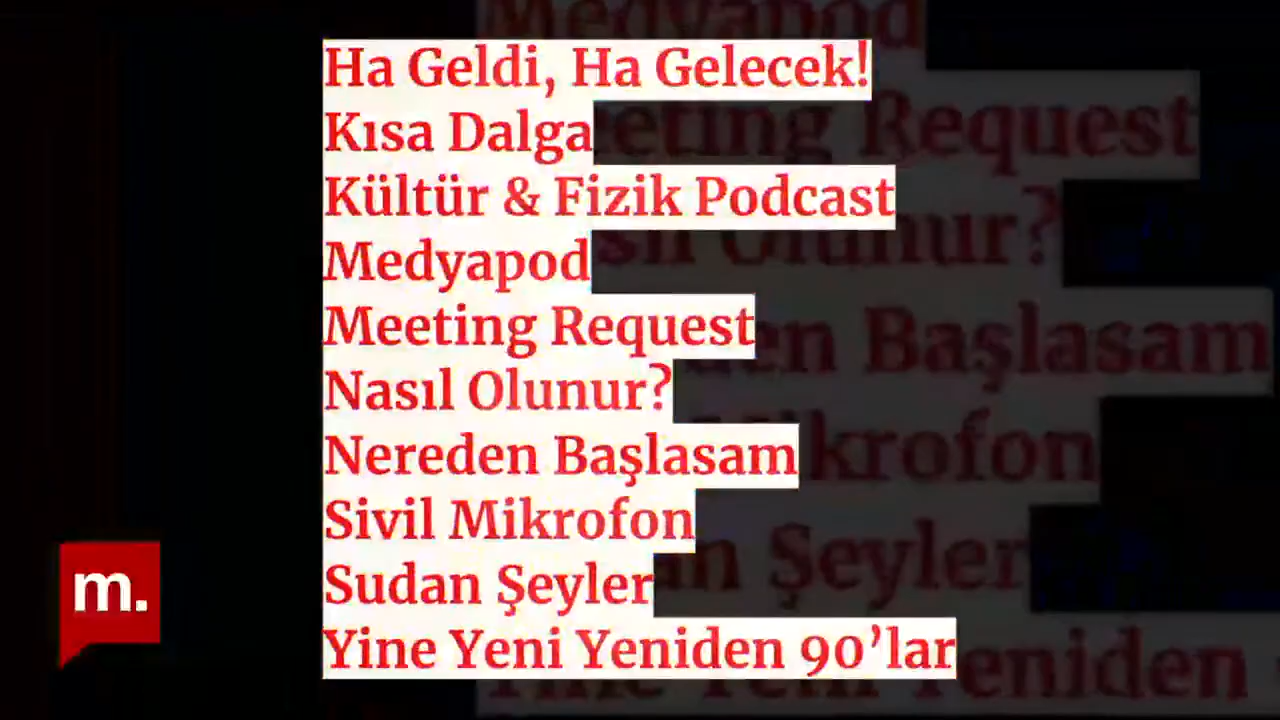 Ha Geldi, Ha Gelecek!
Kısa Dalga
Kültür & Fizik Podcast
Medyapod
Meeting Request
Nasıl Olunur?
Nereden Başlasam
Sivil Mikrofon
Sudan Şeyler
Yine Yeni Yeniden 90’lar
m.